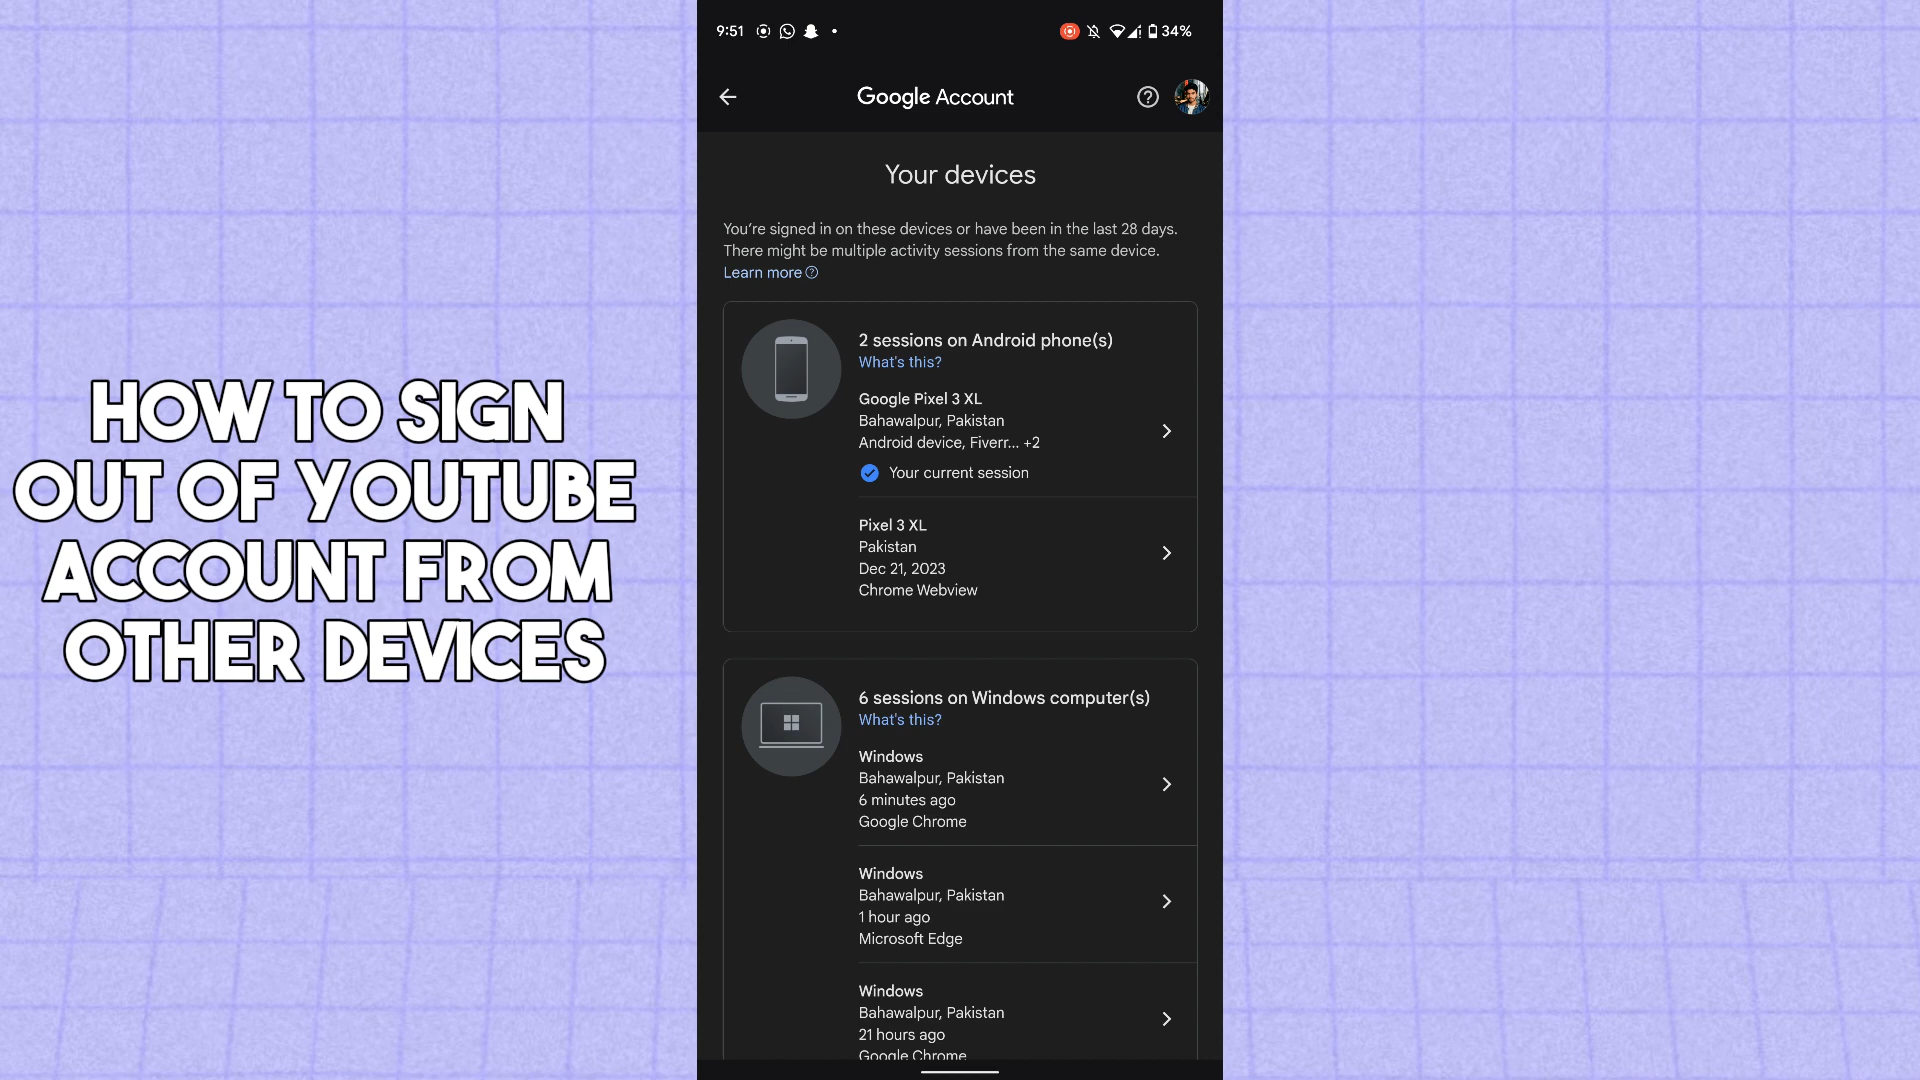 HOW TO SIGN
OUT OF YOUTUBE
ACCOUNT FROM
OTHER DEVICES
9:51
34%
Google Account
Your devices
You're signed in on these devices or have been in the last 28 days.
There might be multiple activity sessions from the same device.
Learn more
2 sessions on Android phone(s)
What's this?
Google Pixel 3 XL
Bahawalpur, Pakistan
Android device, Fiverr... +2
Your current session
Pixel 3 XL
Pakistan
Dec 21, 2023
Chrome Webview
6 sessions on Windows computer(s)
What's this?
Windows
Bahawalpur, Pakistan
6 minutes ago
Google Chrome
Windows
Bahawalpur, Pakistan
1 hour ago
Microsoft Edge
Windows
Bahawalpur, Pakistan
21 hours ago
Google Chrome